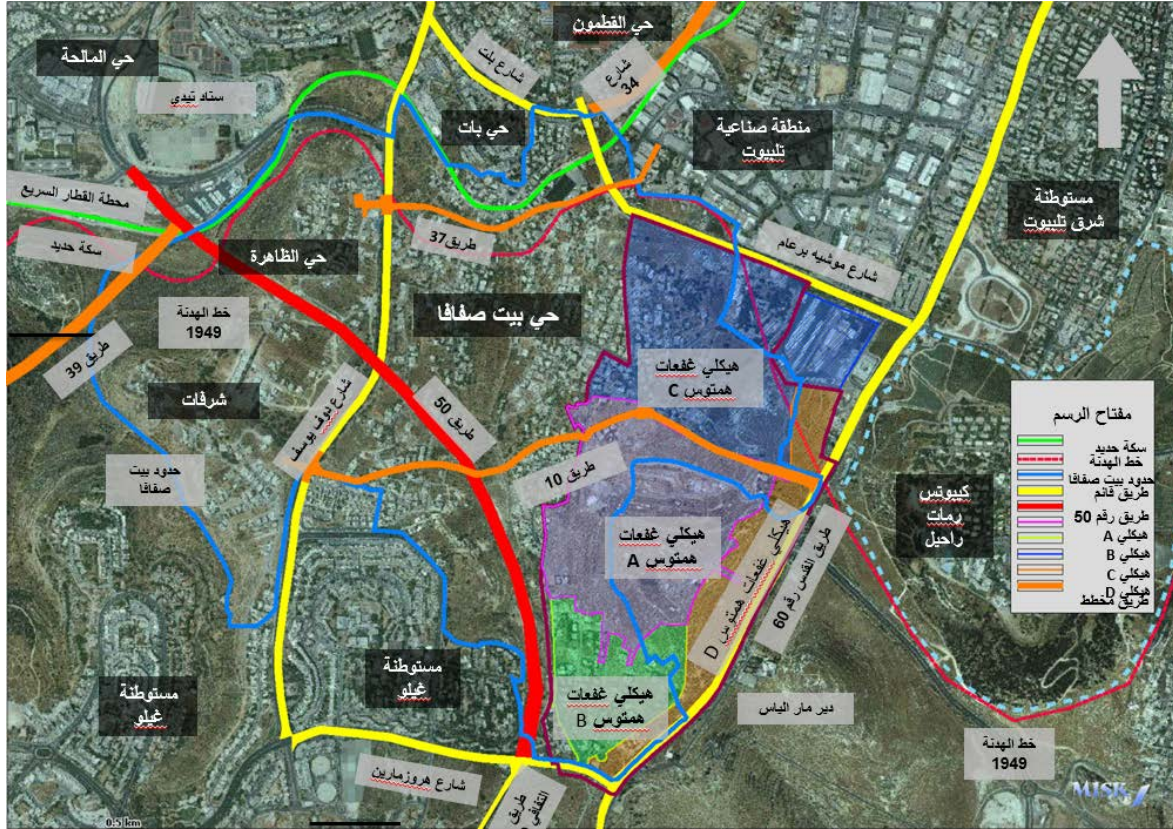 حي القطمون
حي المالحة
ستاد تيدي
شارع بلت
شارع
34
حي بات
منطقة صناعية
تلبيوت
مستوطنة
شرق تلبيوت
محطة القطار السريع
سكة حديد
حي الظاهرة
طريق37
شارع موشيه برعام
خط الهدنة
1949
حي بيت صفافا
طريق 39
شرفات
شارع دوف يوسف
طريق 50
هيكلي غفعات
همتوس C
حدود بيت
صفافا
طريق 10
كيبوتس
رمات
راحيل
هيكلي غفعات
همتوس A
هيكلي غفعات همتوس D
طريق القدس رقم 60
مستوطنة
غيلو
مستوطنة
غيلو
هيكلي غفعات
همتوس B
دير مار الياس
خط الهدنة
1949
شارع هروزمارين
طريق
0.5 km
MISK
مفتاح الرسم
سكة حديد
خط الهدنة
حدود بيت صفافا
طريق قائم
طريق رقم 50
هيكلي A
هيكلي B
هيكلي C
هيكلي D
طريق مخطط